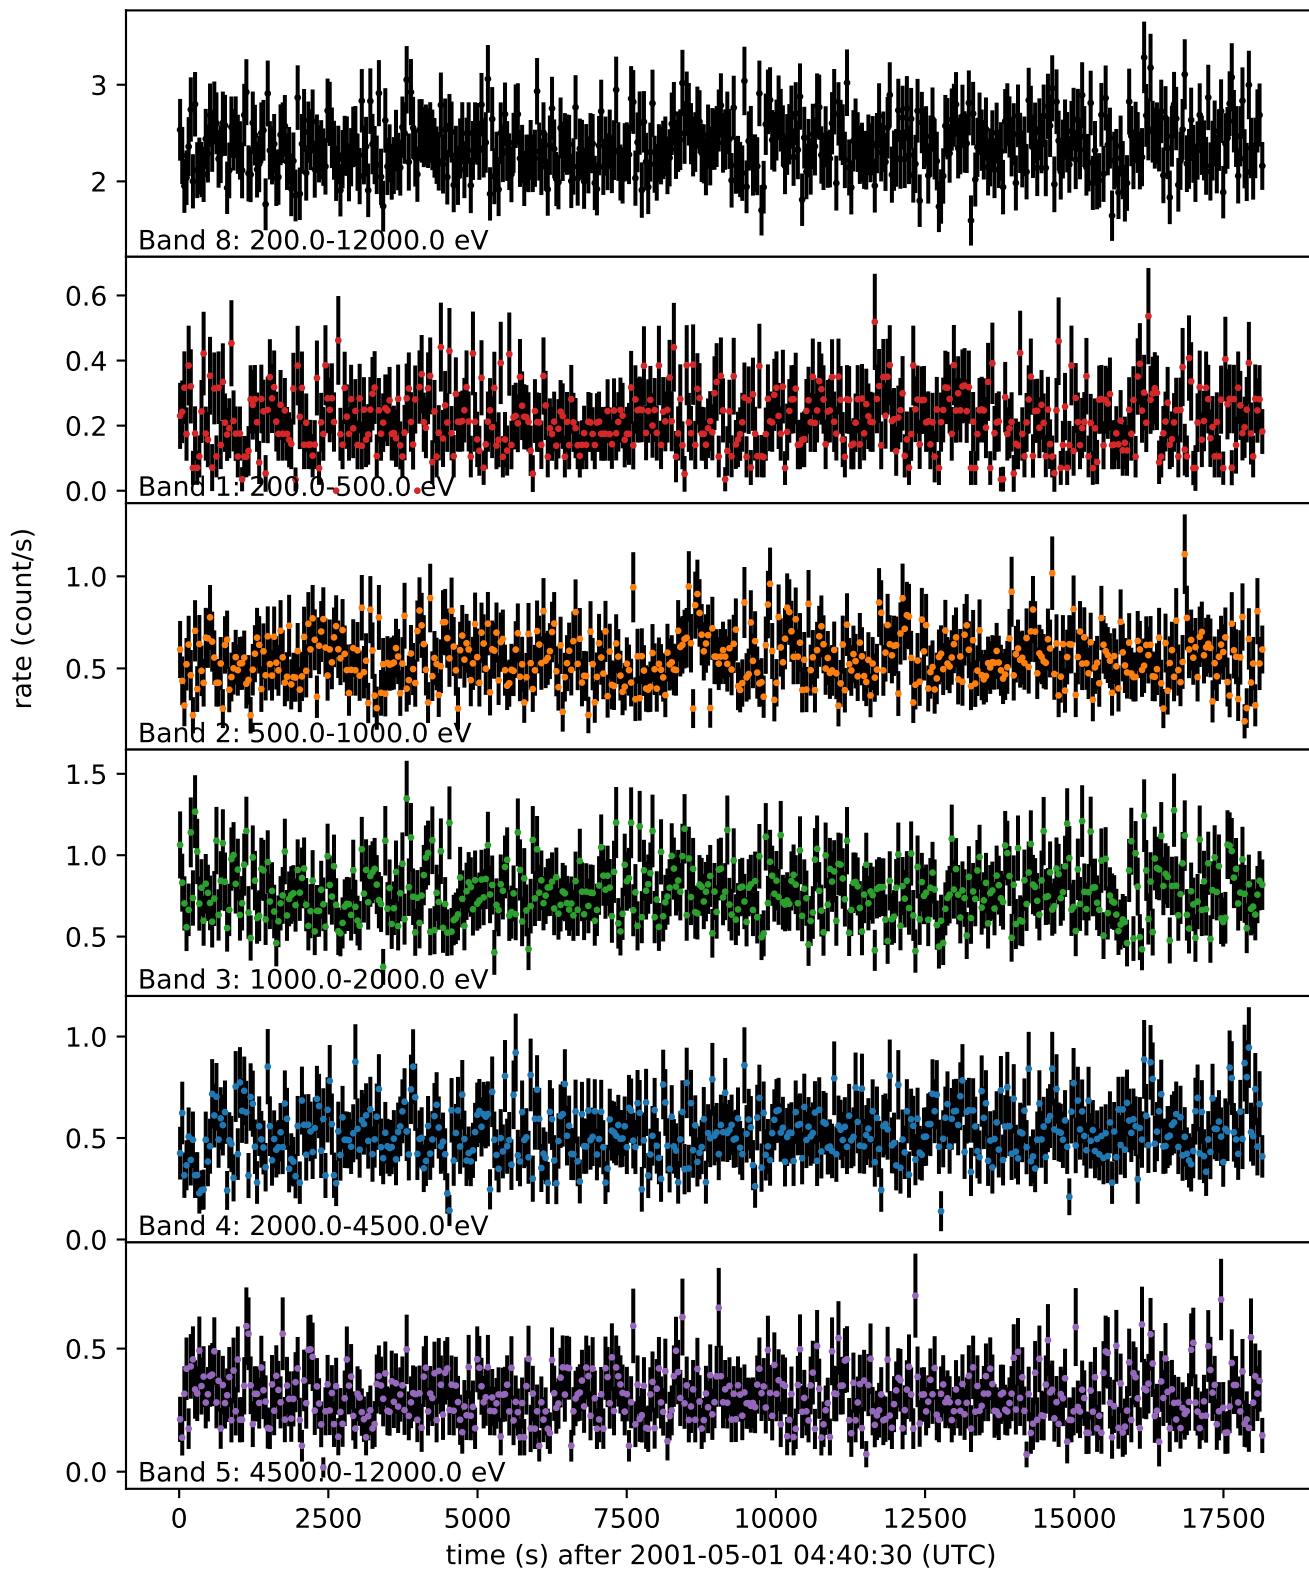 3
2
Band 8: 200.0-12000.0 eV
0.6
0.4
0.2
0.0
Band 1: 200.0-500.0 eV
rate (count/s)
1.0
0.5
Band 2: 500.0-1000.0 eV
1.5
1.0
0.5
Band 3: 1000.0-2000.0 eV
1.0
0.5
0.0
Band 4: 2000.0-4500.0 eV
0.5
0.0
Band 5: 4500.0-12000.0 eV
0 2500 5000 7500 10000 12500 15000 17500
time (s) after 2001-05-01 04:40:30 (UTC)